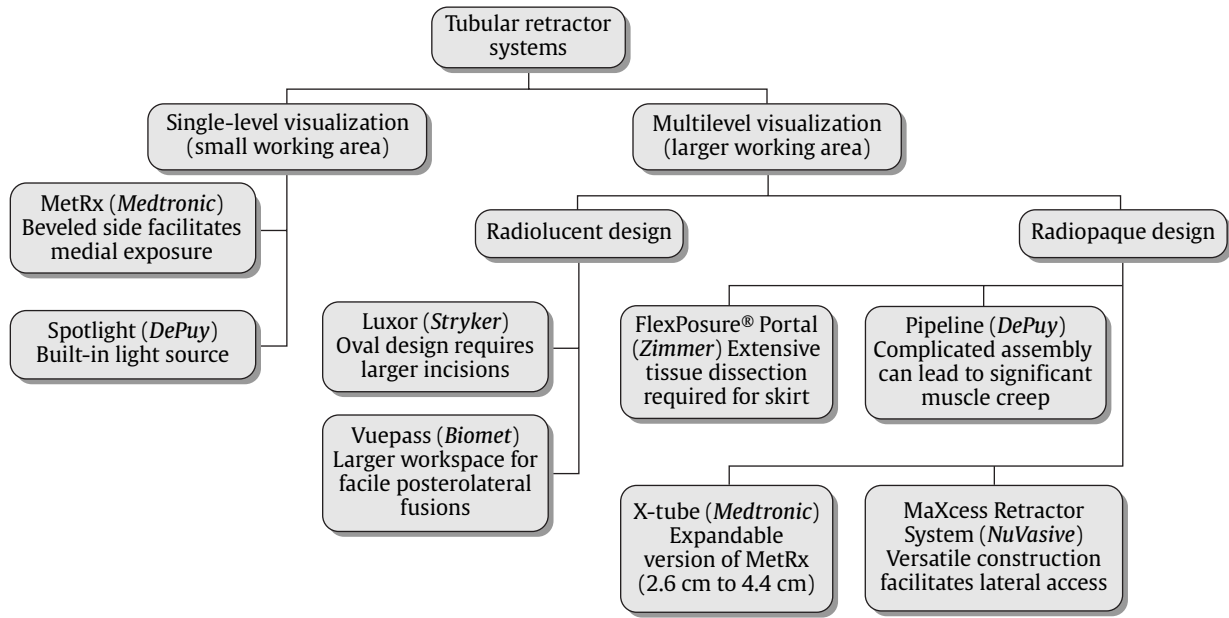 Tubular retractor
systems
Single-level visualization
(small working area)
Multilevel visualization
(larger working area)
MetRx (Medtronic)
Beveled side facilitates
medial exposure
Spotlight (DePuy)
Built-in light source
Radiolucent design
Radiopaque design
Luxor (Stryker)
Oval design requires
larger incisions
Vuepass (Biomet)
Larger workspace for
facile posterolateral
fusions
FlexPosure® Portal
(Zimmer) Extensive
tissue dissection
required for skirt
Pipeline (DePuy)
Complicated assembly
can lead to significant
muscle creep
X-tube (Medtronic)
Expandable
version of MetRx
(2.6 cm to 4.4 cm)
MaXcess Retractor
System (NuVasive)
Versatile construction
facilitates lateral access